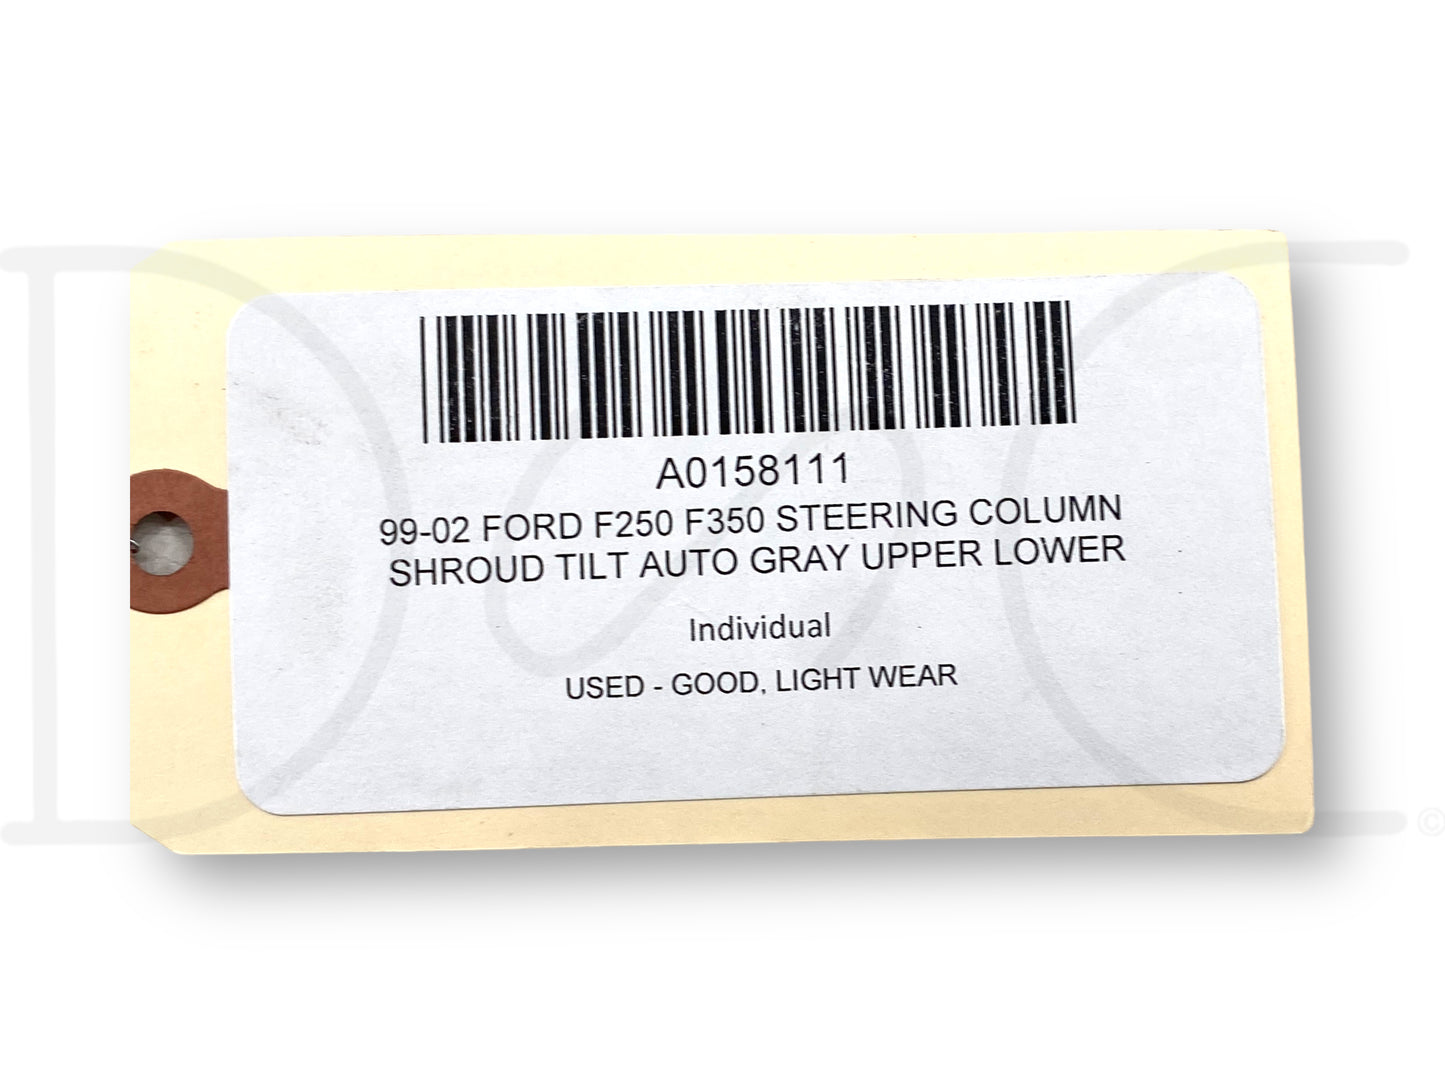 A0158111
99-02 FORD F250 F350 STEERING COLUMN
SHROUD TILT AUTO GRAY UPPER LOWER
Individual
USED - GOOD, LIGHT WEAR
©